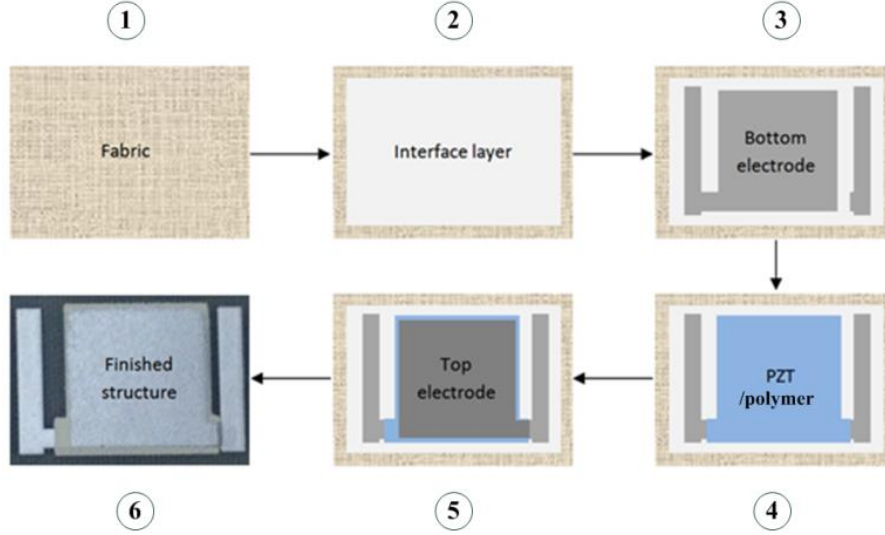 1
2
3
Fabric
Interface layer
Bottom
electrode
Finished
structure
Top
electrode
PZT
/polymer
6
5
4